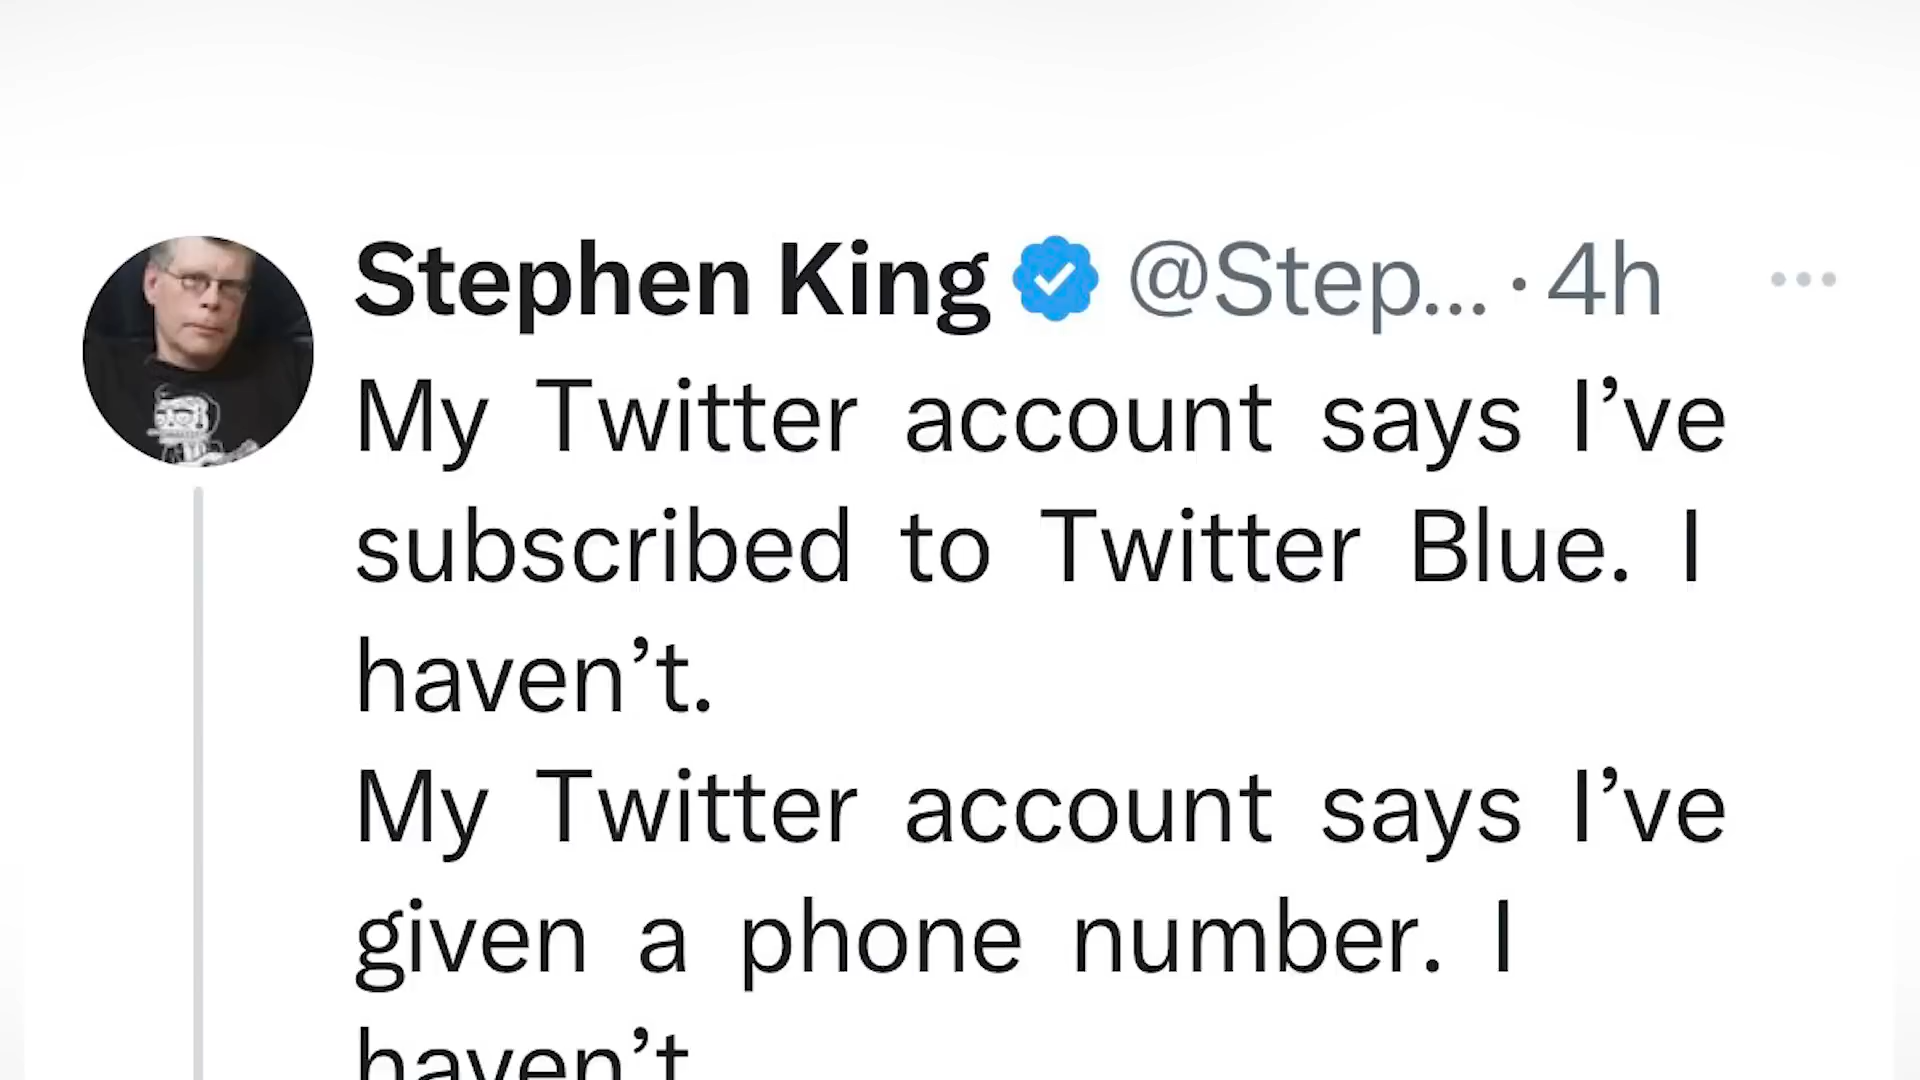 Stephen King @Step... · 4h
My Twitter account says I’ve
subscribed to Twitter Blue. I
haven’t.
My Twitter account says I’ve
given a phone number. I
haven’t